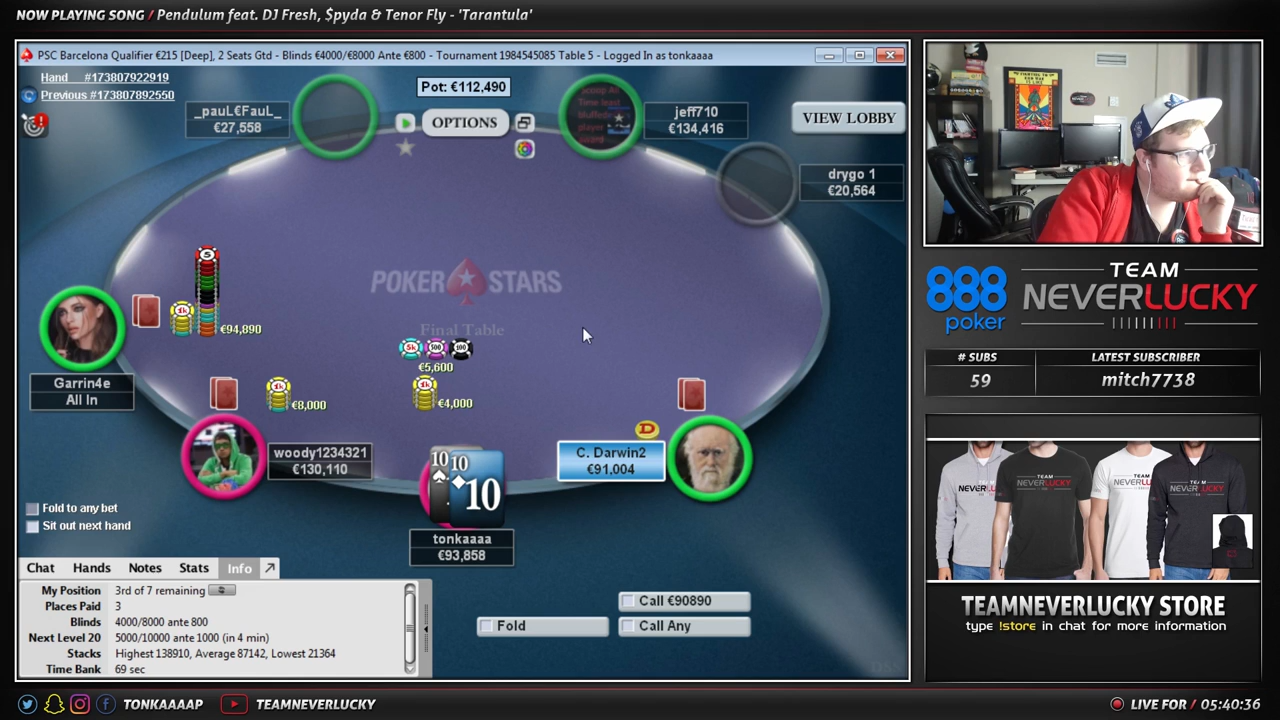 NOW PLAYING SONG / Pendulum feat. DJ Fresh, $pyda & Tenor Fly - 'Tarantula'
PSC Barcelona Qualifier €215 [Deep], 2 Seats Gtd - Blinds €4000/€8000 Ante €800 - Tournament 1984545085 Table 5 - Logged In as tonkaaaa
Hand #173807922919
Previous #173807892550
_pauL€FauL_
€27,558
Pot: €112,490
OPTIONS
jeff710
€134,416
VIEW LOBBY
drygo 1
€20,564
POKER STARS
Final Table
€94,890
€5,600
€8,000
€4,000
Garrin4e
All In
woody1234321
€130,110
D
C. Darwin2
€91,004
10 10
10
tonkaaaa
€93,858
Fold to any bet
Sit out next hand
Chat Hands Notes Stats Info
My Position 3rd of 7 remaining
Places Paid 3
Blinds 4000/8000 ante 800
Next Level 20 5000/10000 ante 1000 (in 4 min)
Stacks Highest 138910, Average 87142, Lowest 21364
Time Bank 69 sec
Call €90890
Fold
Call Any
888
poker
TEAM
NEVERLUCKY
# SUBS
59
LATEST SUBSCRIBER
mitch7738
TEAM
NEVERLUCKY
TEAMNEVERLUCKY STORE
type !store in chat for more information
TONKAAAAP
TEAMNEVERLUCKY
LIVE FOR / 05:40:36